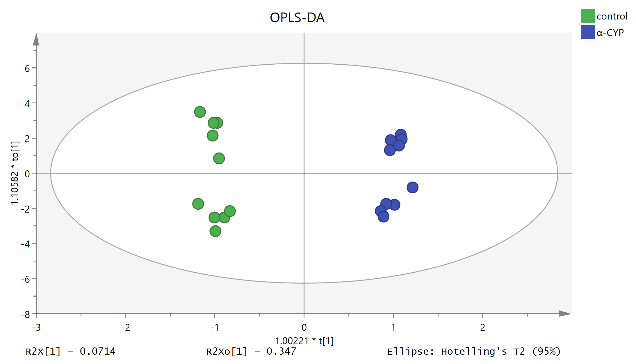 OPLS-DA
control
α-CYP
6
4
2
0
-2
-4
-6
-8
1.10582 * to[1]
-3
-2
-1
0
1
2
1.00221 * t[1]
R2x[1] - 0.0714
R2xo[1] - 0.347
Ellipse: Hotelling's T2 (95%)